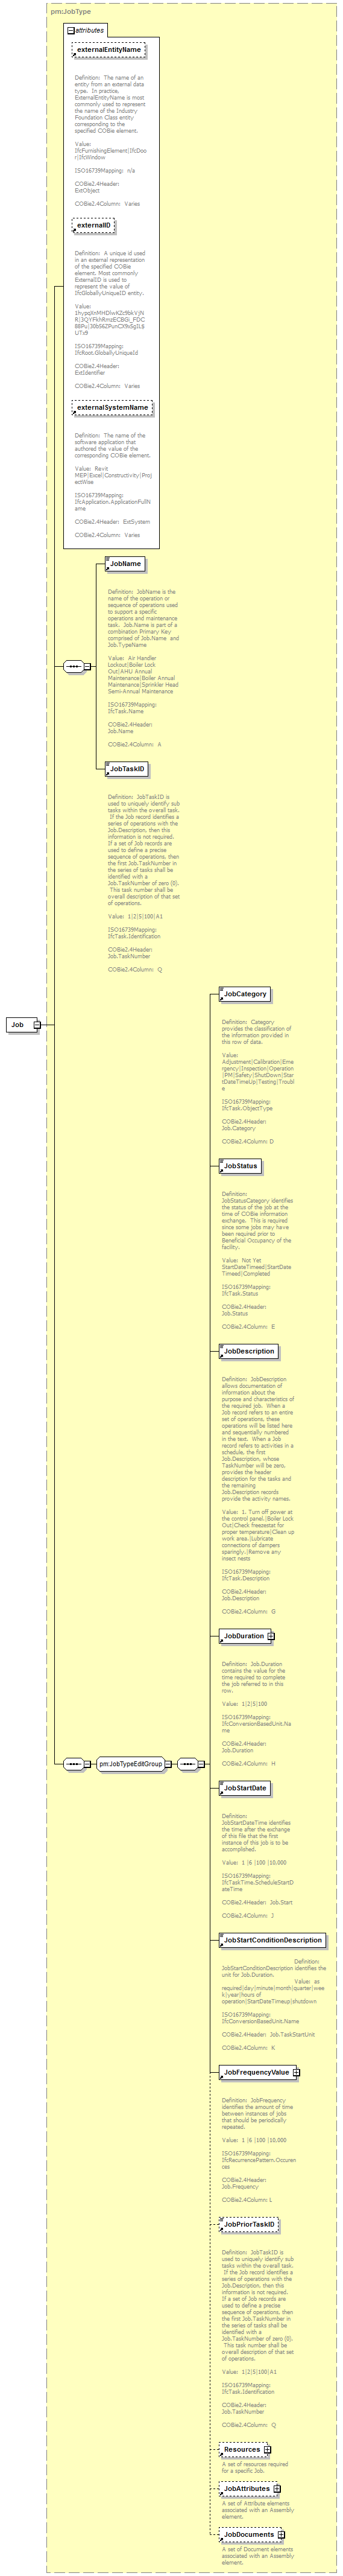 pm:JobType
attributes
externalEntityName
Definition: The name of an
entity from an external data
type. In practice,
ExternalEntityName is most
commonly used to represent
the name of the Industry
Foundation Class entity
corresponding to the
specified COBie element.
Value:
IfcFurnishingElement|IfcDoo
r|IfcWindow
ISO16739Mapping: n/a
COBie2.4Header:
ExtObject
COBie2.4Column: Varies
externalID
Definition: A unique id used
in an external representation
of the specified COBie
element. Most commonly
ExternalID is used to
represent the value of
IfcGloballyUniqueID entity.
Value:
ISO16739Mapping:
IfcRoot.GloballyUniqueId
COBie2.4Header:
ExtIdentifier
COBie2.4Column: Varies
externalSystemName
Definition: The name of the
software application that
authored the value of the
corresponding COBie element.
Value: Revit
MEP|Excel|Constructivity|Proj
ectWise
ISO16739Mapping:
IfcApplication.ApplicationFullN
ame
COBie2.4Header: ExtSystem
COBie2.4Column: Varies
JobName
Definition: JobName is the
name of the operation or
sequence of operations used
to support a specific
operations and maintenance
task. Job.Name is part of a
combination Primary Key
comprised of Job.Name and
Job.TypeName
Value: Air Handler
Lockout|Boiler Lock
Out|AHU Annual
Maintenance|Boiler Annual
Maintenance|Sprinkler Head
Semi-Annual Maintenance
ISO16739Mapping:
IfcTask.Name
COBie2.4Header:
Job.Name
COBie2.4Column: A
JobTaskID
Definition: JobTaskID is
used to uniquely identify sub
tasks within the overall task.
If the Job record identifies a
series of operations with the
Job.Description, then this
information is not required.
If a set of Job records are
used to define a precise
sequence of operations, then
the first Job.TaskNumber in
the series of tasks shall be
identified with a
Job.TaskNumber of zero (0).
This task number shall be
overall description of that set
of operations.
Value: 1|2|5|100|A1
ISO16739Mapping:
IfcTask.Identification
COBie2.4Header:
Job.TaskNumber
COBie2.4Column: Q
Job
JobCategory
Definition: Category
provides the classification of
the information provided in
this row of data.
Value:
Adjustment|Calibration|Eme
rgency|Inspection|Operation
|PM|Safety|ShutDown|Star
tDateTimeUp|Testing|Troubl
e
ISO16739Mapping:
IfcTask.ObjectType
COBie2.4Header:
Job.Category
COBie2.4Column: D
JobStatus
Definition:
JobStatusCategory identifies
the status of the job at the
time of COBie information
exchange. This is required
since some jobs may have
been required prior to
Beneficial Occupancy of the
facility.
Value: Not Yet
StartDateTimeed|StartDate
Timeed|Completed
ISO16739Mapping:
IfcTask.Status
COBie2.4Header:
Job.Status
COBie2.4Column: E
JobDescription
Definition: JobDescription
allows documentation of
information about the
purpose and characteristics of
the required job. When a
Job record refers to an entire
set of operations, these
operations will be listed here
and sequentially numbered
in the text. When a Job
record refers to activities in a
schedule, the first
Job.Description, whose
TaskNumber will be zero,
provides the header
description for the tasks and
the remaining
Job.Description records
provide the activity names.
Value: 1. Turn off power at
the control panel.|Boiler Lock
Out|Check freezestat for
proper temperature|Clean up
work area.|Lubricate
connections of dampers
sparingly.|Remove any
insect nests
ISO16739Mapping:
IfcTask.Description
COBie2.4Header:
Job.Description
COBie2.4Column: G
JobDuration
Definition: Job.Duration
contains the value for the
time required to complete
the job referred to in this
row.
Value: 1|2|5|100
ISO16739Mapping:
IfcConversionBasedUnit.Na
me
COBie2.4Header:
Job.Duration
COBie2.4Column: H
pm:JobTypeEditGroup
JobStartDate
Definition:
JobStartDateTime identifies
the time after the exchange
of this file that the first
instance of this job is to be
accomplished.
Value: 1 |6 |100 |10,000
ISO16739Mapping:
IfcTaskTime.ScheduleStartD
ateTime
COBie2.4Header: Job.Start
COBie2.4Column: J
JobStartConditionDescription
Definition:
JobStartConditionDescription identifies the
unit for Job.Duration.
Value: as
required|day|minute|month|quarter|wee
k|year|hours of
operation|StartDateTimeup|shutdown
ISO16739Mapping:
IfcConversionBasedUnit.Name
COBie2.4Header: Job.TaskStartUnit
COBie2.4Column: K
JobFrequencyValue
Definition: JobFrequency
identifies the amount of time
between instances of jobs
that should be periodically
repeated.
Value: 1 |6 |100 |10,000
ISO16739Mapping:
IfcRecurrencePattern.Occuren
ces
COBie2.4Header:
Job.Frequency
COBie2.4Column: L
JobPriorTaskID
Definition: JobTaskID is
used to uniquely identify sub
tasks within the overall task.
If the Job record identifies a
series of operations with the
Job.Description, then this
information is not required.
If a set of Job records are
used to define a precise
sequence of operations, then
the first Job.TaskNumber in
the series of tasks shall be
identified with a
Job.TaskNumber of zero (0).
This task number shall be
overall description of that set
of operations.
Value: 1|2|5|100|A1
ISO16739Mapping:
IfcTask.Identification
COBie2.4Header:
Job.TaskNumber
COBie2.4Column: Q
Resources
A set of resources required
for a specific Job.
JobAttributes
A set of Attribute elements
associated with an Assembly
element.
JobDocuments
A set of Document elements
associated with an Assembly
element.